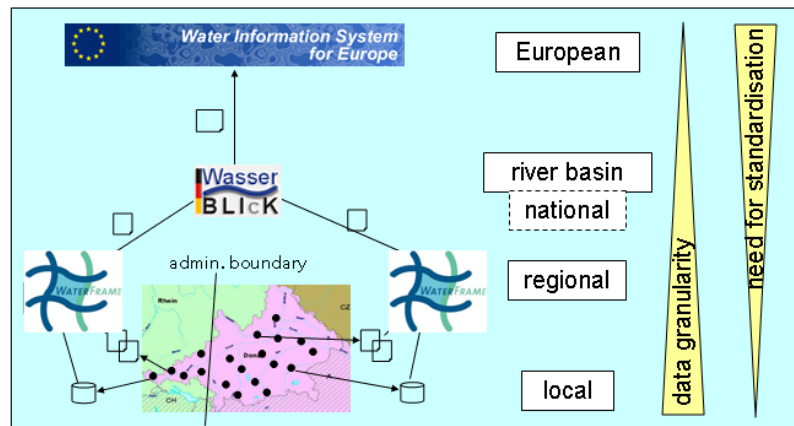 Water Information System
for Europe
European
Wasser
BLIcK
river basin
national
admin. boundary
WATERFRAME
WATERFRAME
regional
Rhein
CZ
Donau
CH
local
data granularity
need for standardisation